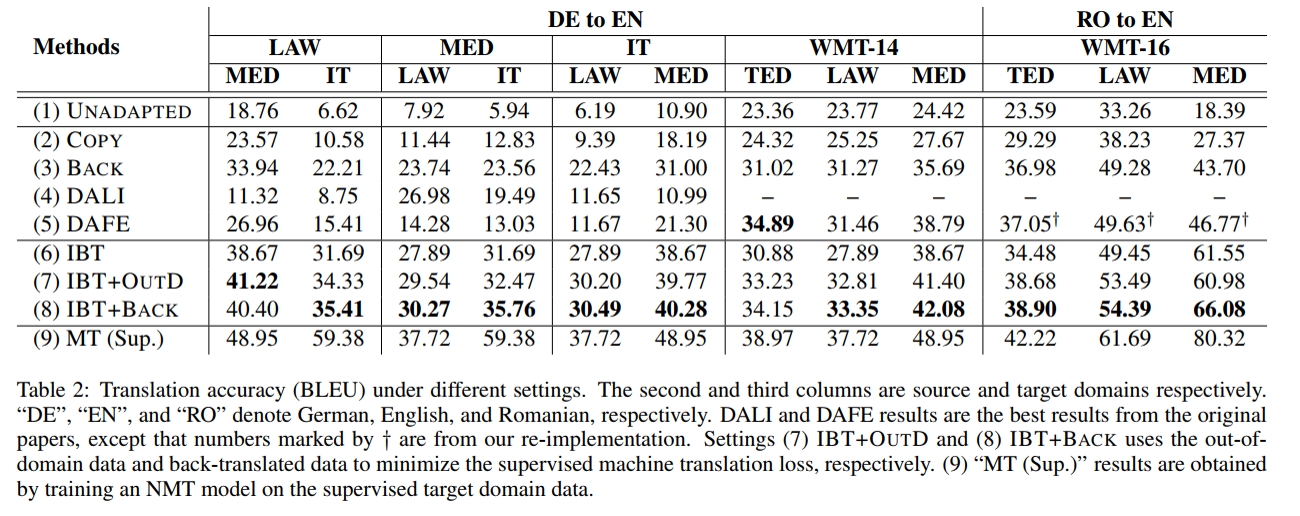 DE to EN RO to EN
Methods LAW MED IT WMT-14 WMT-16
MED IT LAW IT LAW MED TED LAW MED TED LAW MED
(1) UNADAPTED 18.76 6.62 7.92 5.94 6.19 10.90 23.36 23.77 24.42 23.59 33.26 18.39
(2) COPY 23.57 10.58 11.44 12.83 9.39 18.19 24.32 25.25 27.67 29.29 38.23 27.37
(3) BACK 33.94 22.21 23.74 23.56 22.43 31.00 31.02 31.27 35.69 36.98 49.28 43.70
(4) DALI 11.32 8.75 26.98 19.49 11.65 10.99 – – – – – –
(5) DAFE 26.96 15.41 14.28 13.03 11.67 21.30 34.89 31.46 38.79 37.05† 49.63† 46.77†
(6) IBT 38.67 31.69 27.89 31.69 27.89 38.67 30.88 27.89 38.67 34.48 49.45 61.55
(7) IBT+OUTD 41.22 34.33 29.54 32.47 30.20 39.77 33.23 32.81 41.40 38.68 53.49 60.98
(8) IBT+BACK 40.40 35.41 30.27 35.76 30.49 40.28 34.15 33.35 42.08 38.90 54.39 66.08
(9) MT (Sup.) 48.95 59.38 37.72 59.38 37.72 48.95 38.97 37.72 48.95 42.22 61.69 80.32
Table 2: Translation accuracy (BLEU) under different settings. The second and third columns are source and target domains respectively.
“DE”, “EN”, and “RO” denote German, English, and Romanian, respectively. DALI and DAFE results are the best results from the original
papers, except that numbers marked by † are from our re-implementation. Settings (7) IBT+OUTD and (8) IBT+BACK uses the out-of-
domain data and back-translated data to minimize the supervised machine translation loss, respectively. (9) “MT (Sup.)” results are obtained
by training an NMT model on the supervised target domain data.